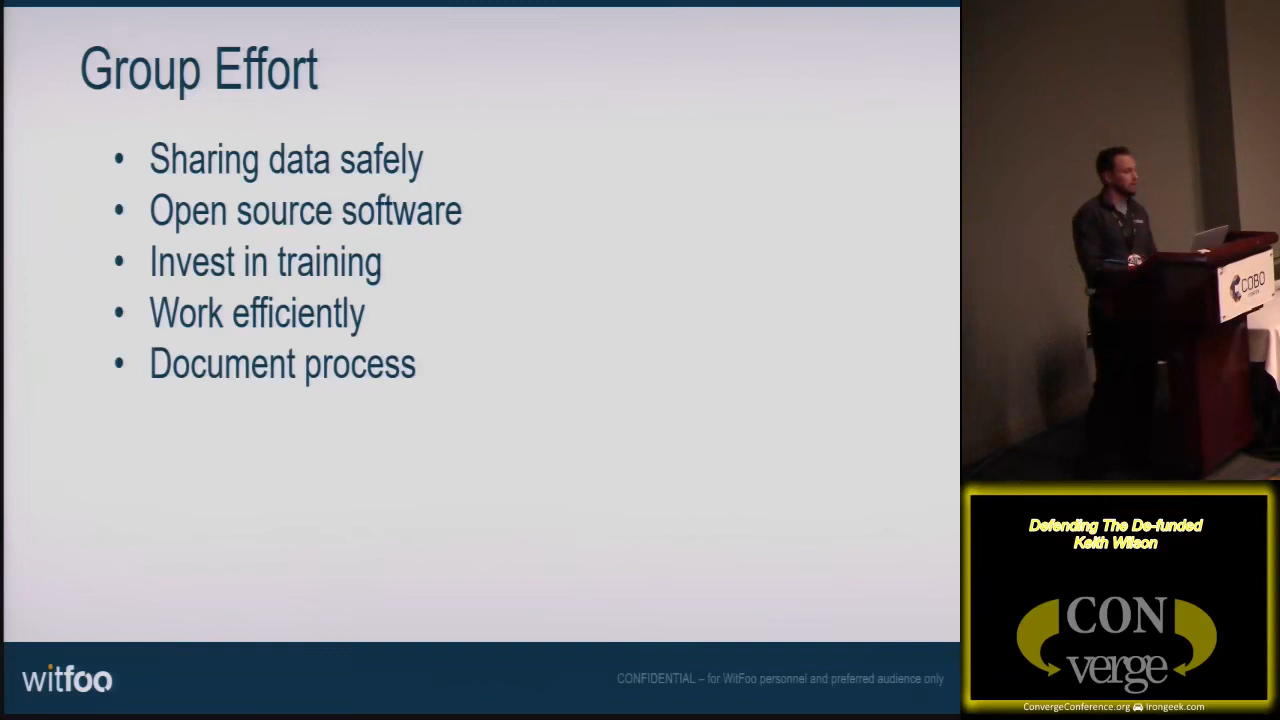 Group Effort
• Sharing data safely
• Open source software
• Invest in training
• Work efficiently
• Document process
witfoo
CONFIDENTIAL – for WitFoo personnel and preferred audience only
COBO
Defending The De-funded
Keith Wilson
CON
verge
ConvergeConference.org Irongeek.com